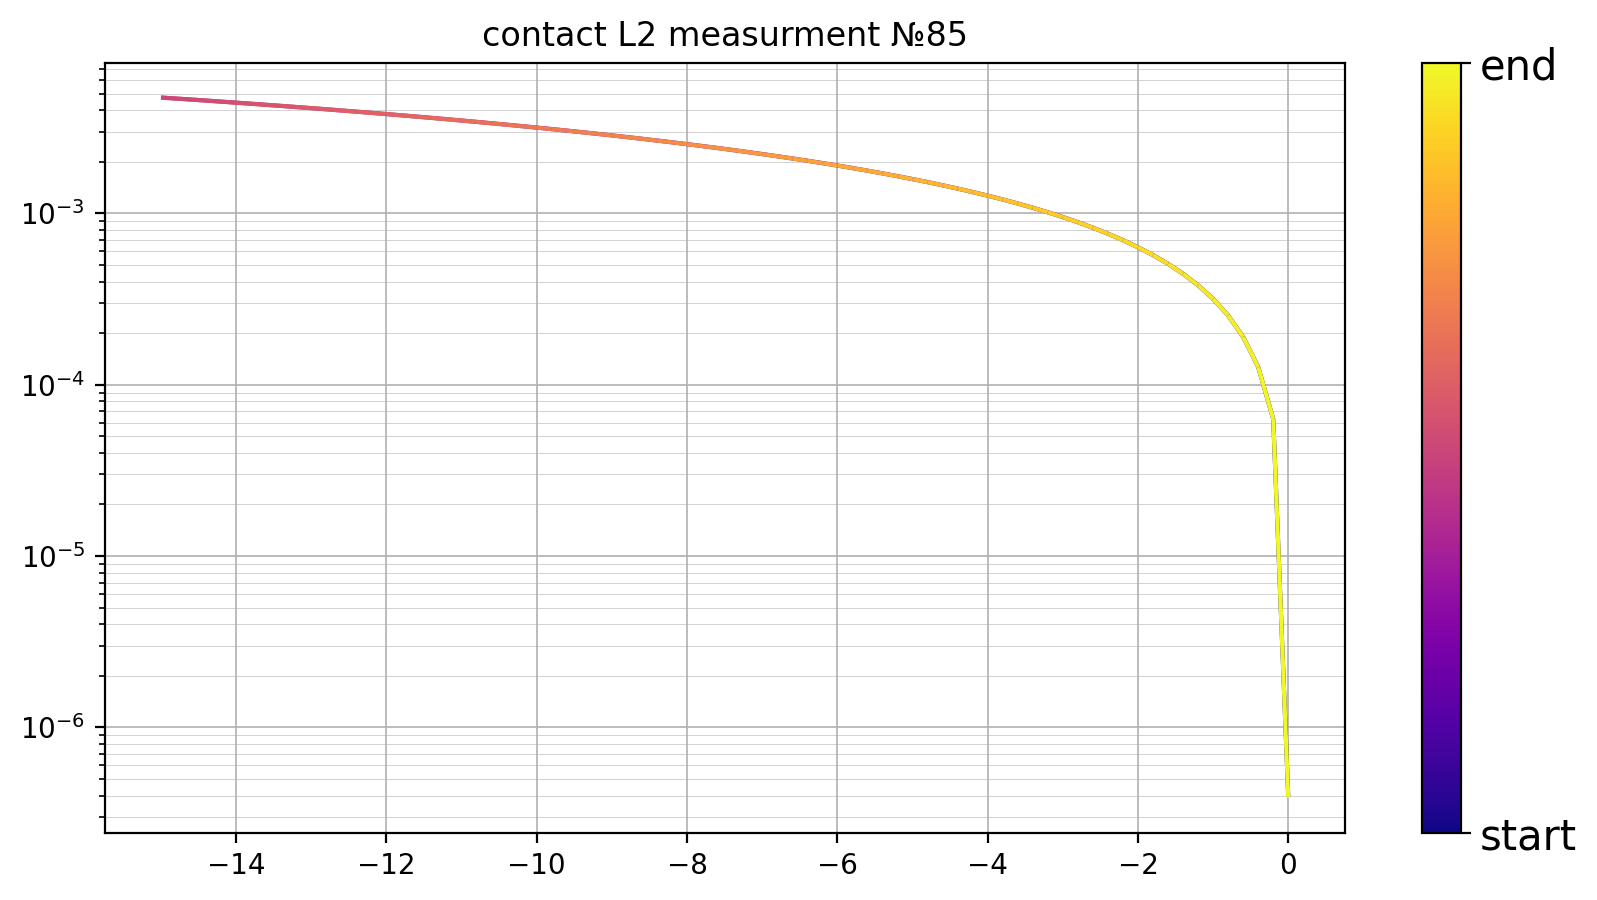 contact L2 measurment №85
end
10⁻³
10⁻⁴
10⁻⁵
10⁻⁶
start
−14 −12 −10 −8 −6 −4 −2 0